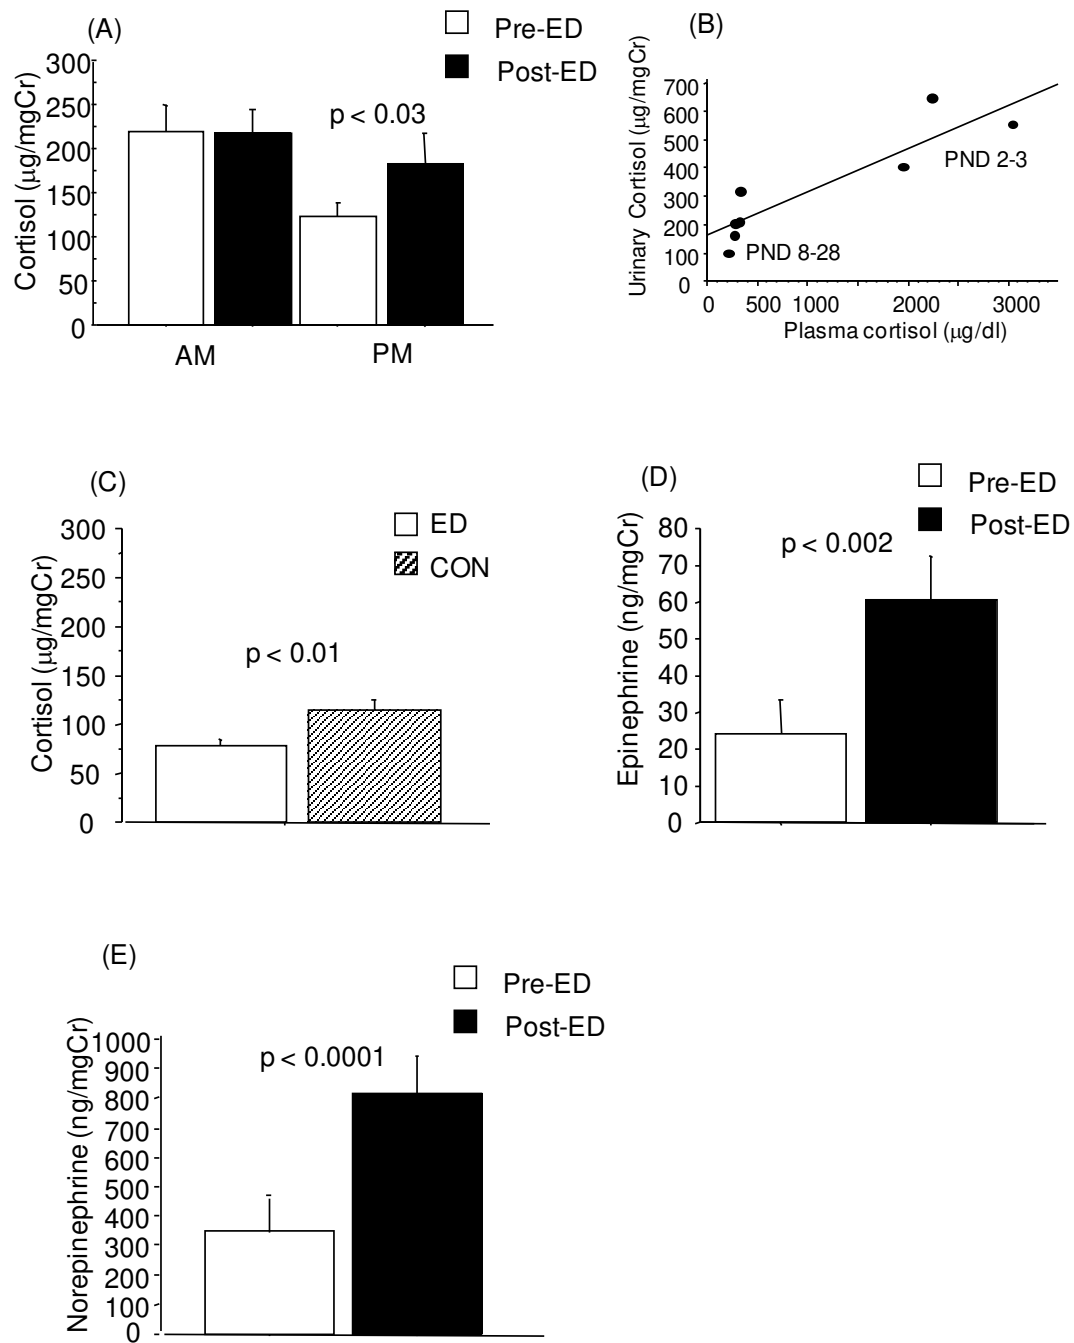 (A)
Pre-ED
Post-ED
Cortisol (μg/mgCr)
300
250
200
150
100
50
0
p < 0.03
AM
PM
(B)
Urinary Cortisol (μg/mgCr)
700
600
500
400
300
200
100
0
PND 2-3
PND 8-28
0 500 1000 2000 3000
Plasma cortisol (μg/dl)
(C)
ED
CON
Cortisol (μg/mgCr)
300
250
200
150
100
50
0
p < 0.01
(D)
Pre-ED
Post-ED
Epinephrine (ng/mgCr)
80
70
60
50
40
30
20
10
0
p < 0.002
(E)
Pre-ED
Post-ED
Norepinephrine (ng/mgCr)
1000
900
800
700
600
500
400
300
200
100
0
p < 0.0001